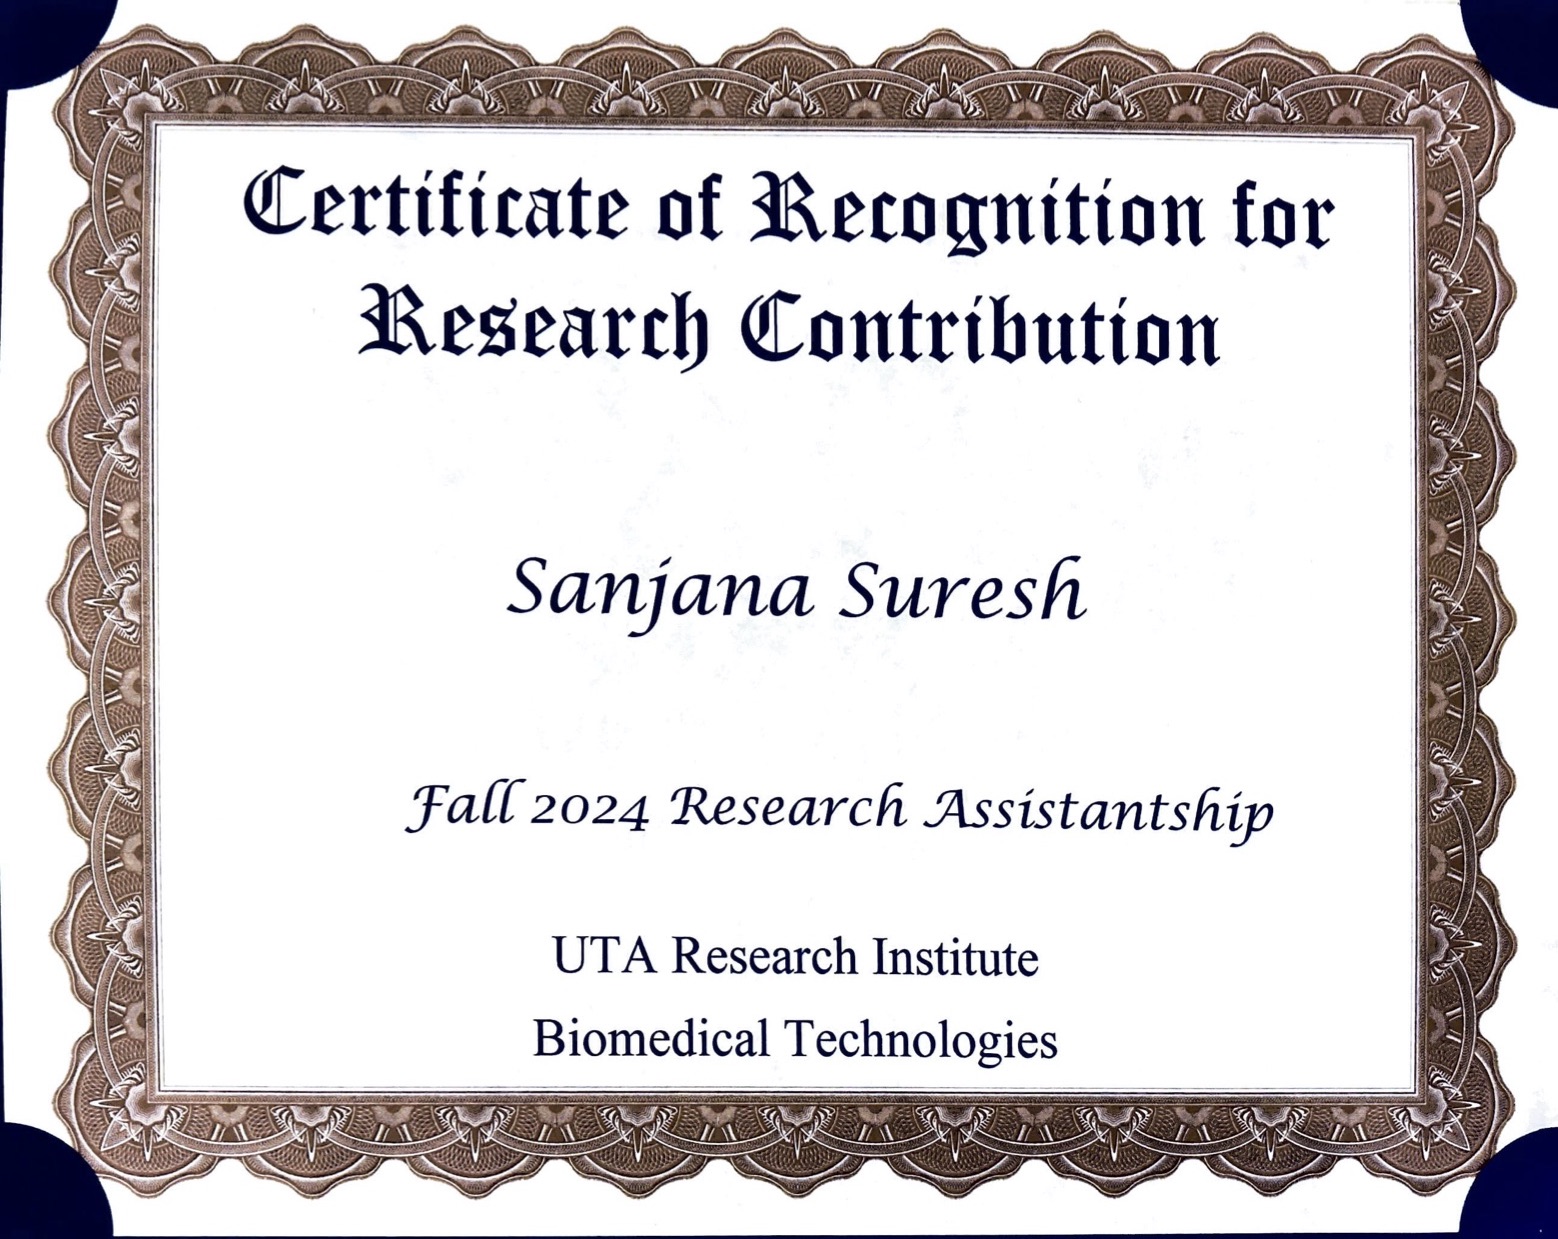 Certificate of Recognition for
Research Contribution
Sanjana Suresh
Fall 2024 Research Assistantship
UTA Research Institute
Biomedical Technologies